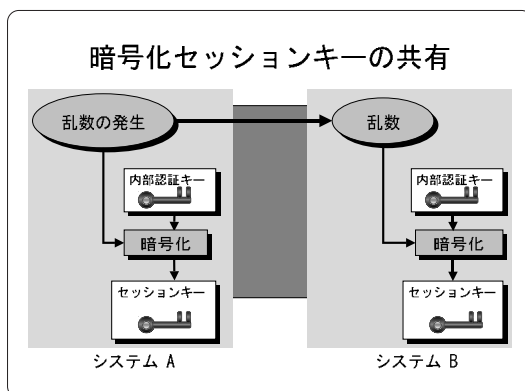 暗号化セッションキーの共有
乱数の発生
乱数
内部認証キー
内部認証キー
暗号化
暗号化
セッションキー
セッションキー
システム A
システム B